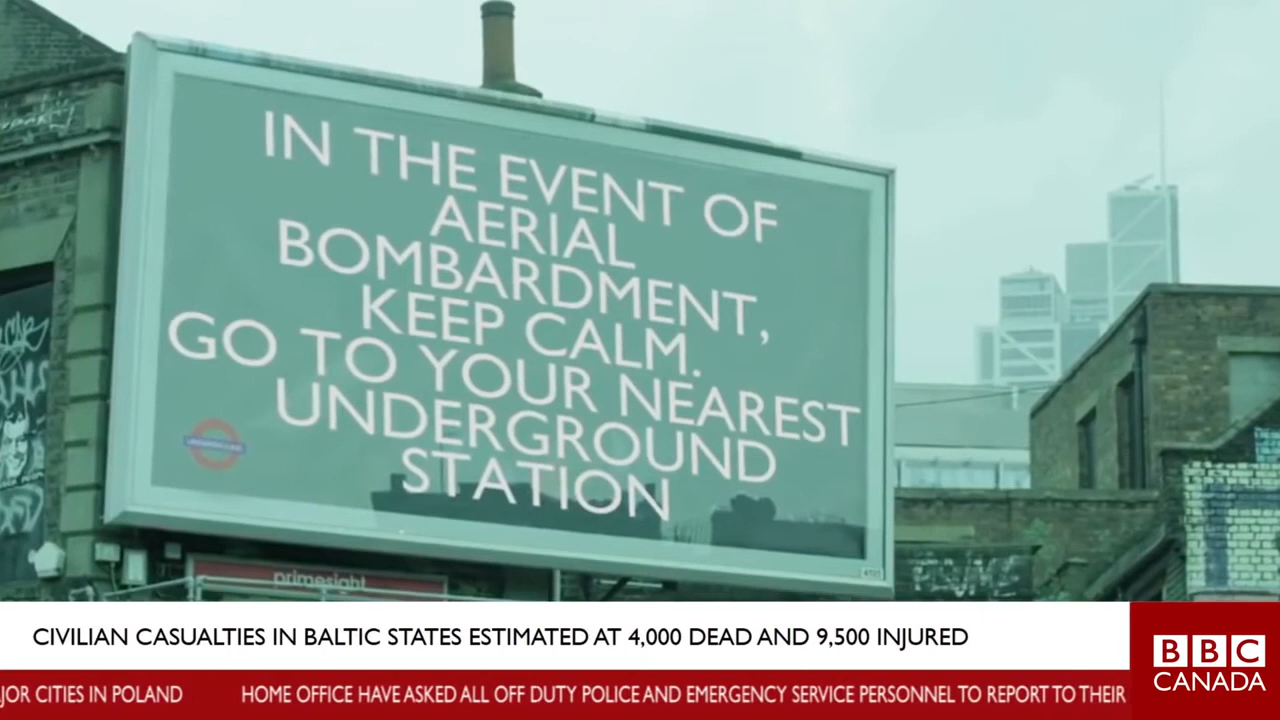 IN THE EVENT OF
AERIAL
BOMBARDMENT,
KEEP CALM.
GO TO YOUR NEAREST
UNDERGROUND
STATION
UNDERGROUND
primesight
CIVILIAN CASUALTIES IN BALTIC STATES ESTIMATED AT 4,000 DEAD AND 9,500 INJURED
JOR CITIES IN POLAND
HOME OFFICE HAVE ASKED ALL OFF DUTY POLICE AND EMERGENCY SERVICE PERSONNEL TO REPORT TO THEIR
BBC
CANADA